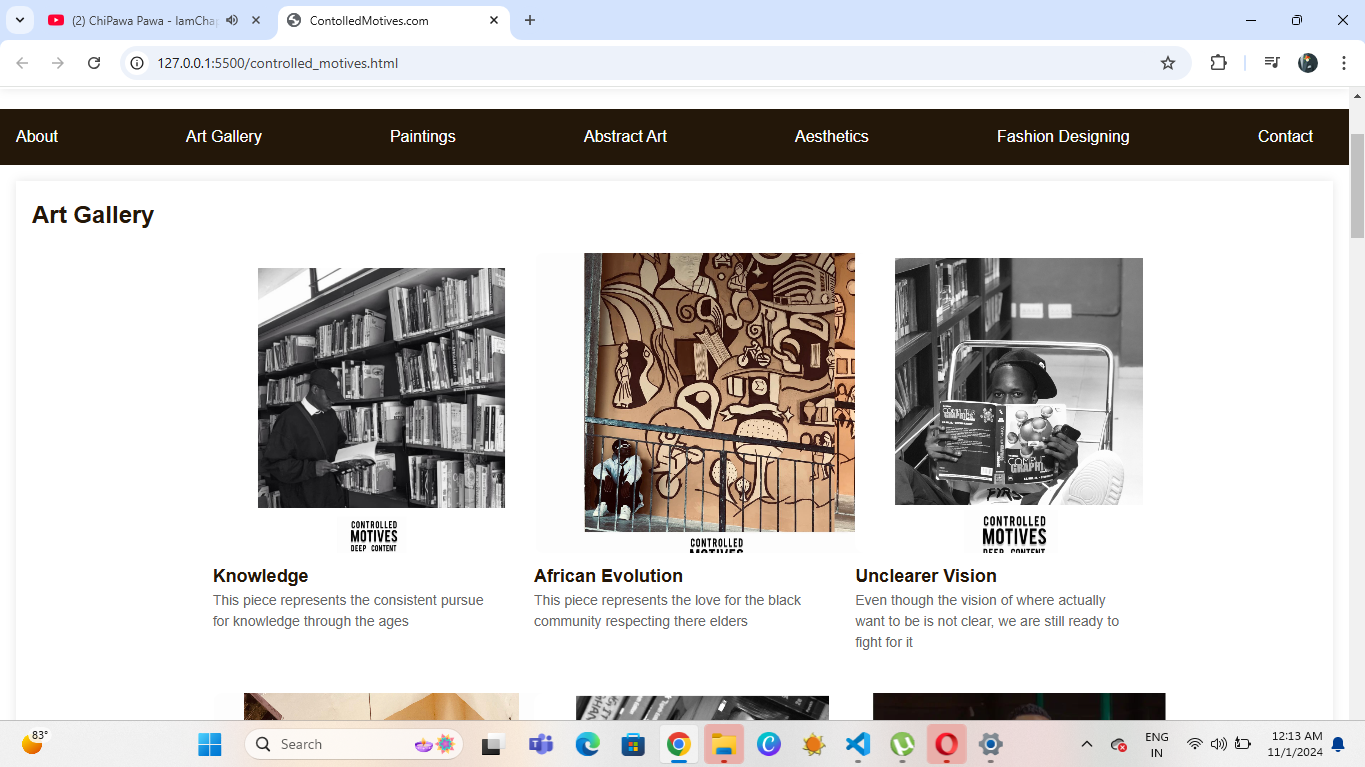 (2) ChiPawa Pawa - IamChap
ContolledMotives.com
127.0.0.1:5500/controlled_motives.html
About
Art Gallery
Paintings
Abstract Art
Aesthetics
Fashion Designing
Contact
Art Gallery
CONTROLLED
MOTIVES
DEEP CONTENT
CONTROLLED
MOTIVES
CONTROLLED
MOTIVES
DEEP CONTENT
Knowledge
This piece represents the consistent pursue
for knowledge through the ages
African Evolution
This piece represents the love for the black
community respecting there elders
Unclearer Vision
Even though the vision of where actually
want to be is not clear, we are still ready to
fight for it
83°
Search
ENG
IN
12:13 AM
11/1/2024